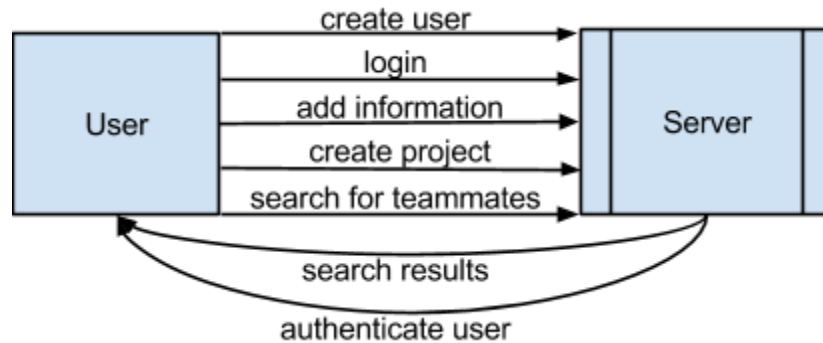 create user
login
User
add information
Server
create project
search for teammates
search results
authenticate user